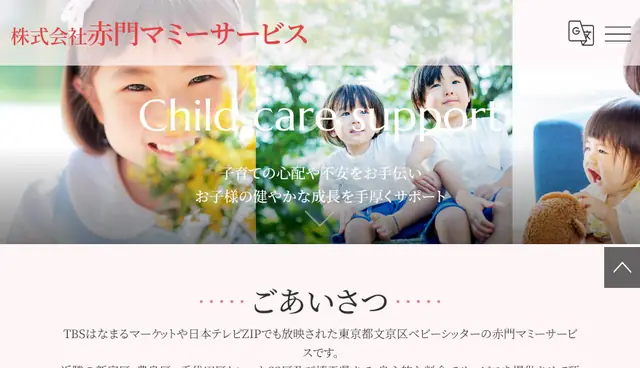 株式会社赤門マミーサービス
Child care support
子育ての心配や不安をお手伝い
お子様の健やかな成長を手厚くサポート
ごあいさつ
TBSはなまるマーケットや日本テレビZIPでも放映された東京都文京区ベビーシッターの赤門マミーサービ
スです。